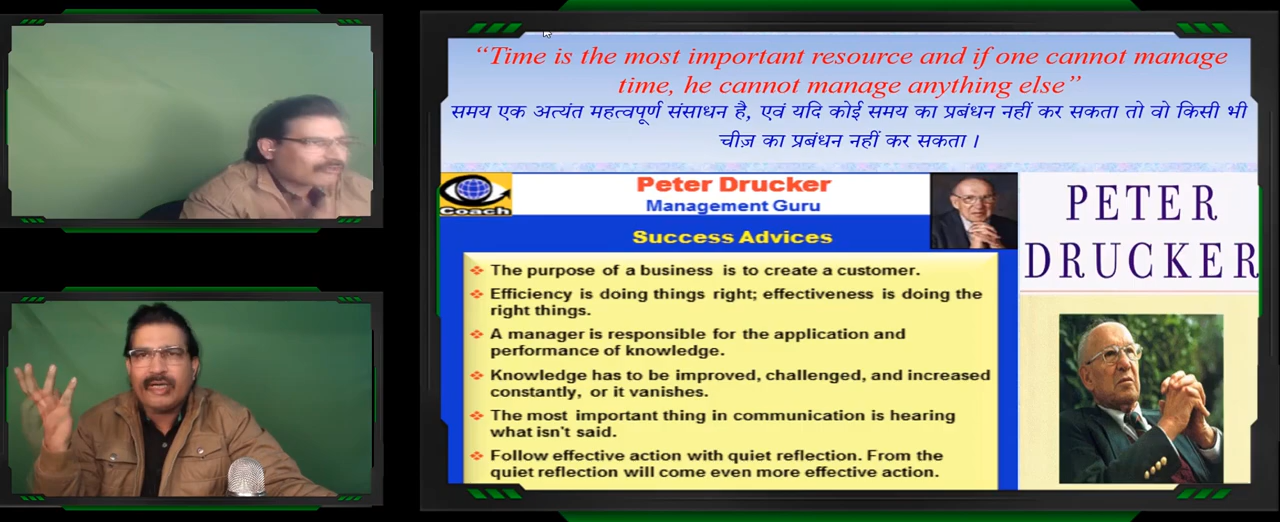 “Time is the most important resource and if one cannot manage
time, he cannot manage anything else”
समय एक अत्यंत महत्वपूर्ण संसाधन है, एवं यदि कोई समय का प्रबंधन नहीं कर सकता तो वो किसी भी
चीज़ का प्रबंधन नहीं कर सकता ।
Coach
Peter Drucker
Management Guru
Success Advices
The purpose of a business is to create a customer.
Efficiency is doing things right; effectiveness is doing the
right things.
A manager is responsible for the application and
performance of knowledge.
Knowledge has to be improved, challenged, and increased
constantly, or it vanishes.
The most important thing in communication is hearing
what isn't said.
Follow effective action with quiet reflection. From the
quiet reflection will come even more effective action.
PETER
DRUCKER